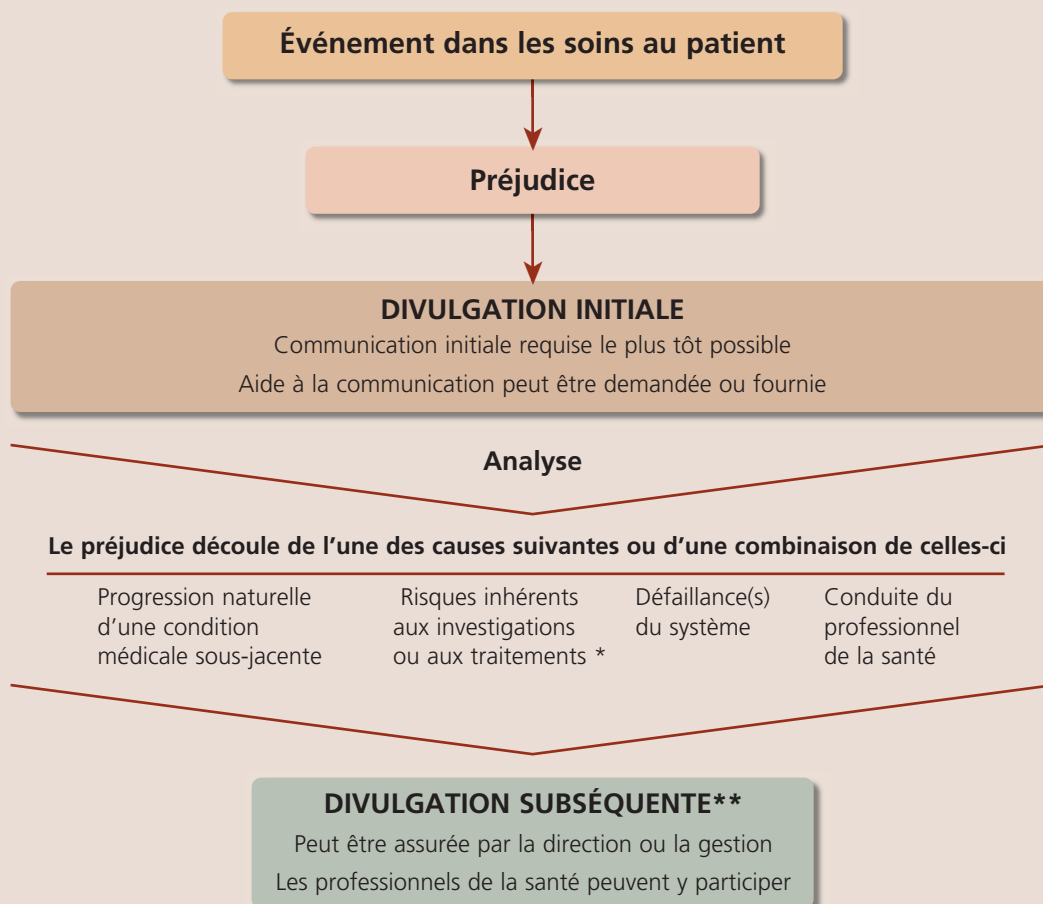 Événement dans les soins au patient
Préjudice
DIVULGATION INITIALE
Communication initiale requise le plus tôt possible
Aide à la communication peut être demandée ou fournie
Analyse
Le préjudice découle de l’une des causes suivantes ou d’une combinaison de celles-ci
Progression naturelle
d’une condition
médicale sous-jacente
Risques inhérents
aux investigations
ou aux traitements *
Défaillance(s)
du système
Conduite du
professionnel
de la santé
DIVULGATION SUBSÉQUENTE**
Peut être assurée par la direction ou la gestion
Les professionnels de la santé peuvent y participer